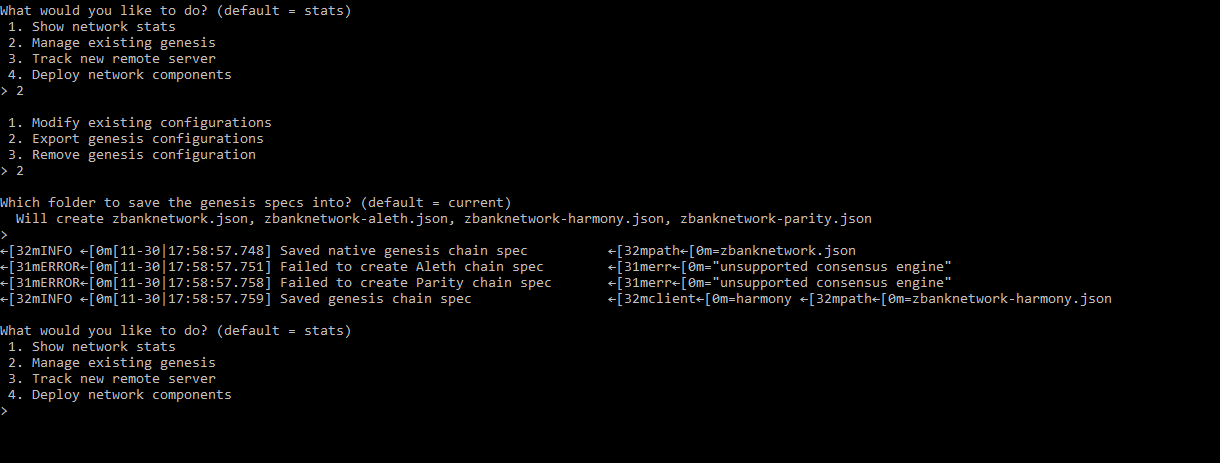 What would you like to do? (default = stats)
1. Show network stats
2. Manage existing genesis
3. Track new remote server
4. Deploy network components
> 2
1. Modify existing configurations
2. Export genesis configurations
3. Remove genesis configuration
> 2
Which folder to save the genesis specs into? (default = current)
Will create zbanknetwork.json, zbanknetwork-aleth.json, zbanknetwork-harmony.json, zbanknetwork-parity.json
>
←[32mINFO ←[0m[11-30|17:58:57.748] Saved native genesis chain spec ←[32mpath←[0m=zbanknetwork.json
←[31mERROR←[0m[11-30|17:58:57.751] Failed to create Aleth chain spec ←[31merr←[0m="unsupported consensus engine"
←[31mERROR←[0m[11-30|17:58:57.758] Failed to create Parity chain spec ←[31merr←[0m="unsupported consensus engine"
←[32mINFO ←[0m[11-30|17:58:57.759] Saved genesis chain spec ←[32mclient←[0m=harmony ←[32mpath←[0m=zbanknetwork-harmony.json
What would you like to do? (default = stats)
1. Show network stats
2. Manage existing genesis
3. Track new remote server
4. Deploy network components
>